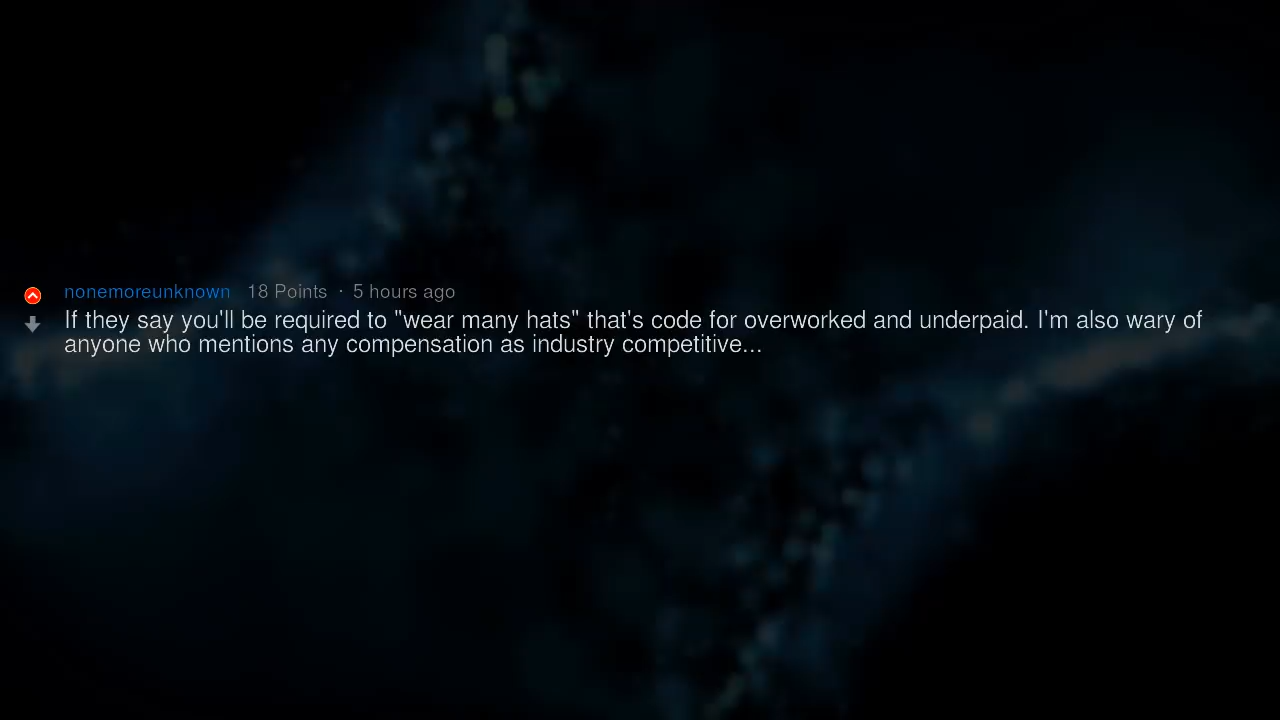 nonemoreunknown 18 Points · 5 hours ago
If they say you'll be required to "wear many hats" that's code for overworked and underpaid. I'm also wary of
anyone who mentions any compensation as industry competitive...